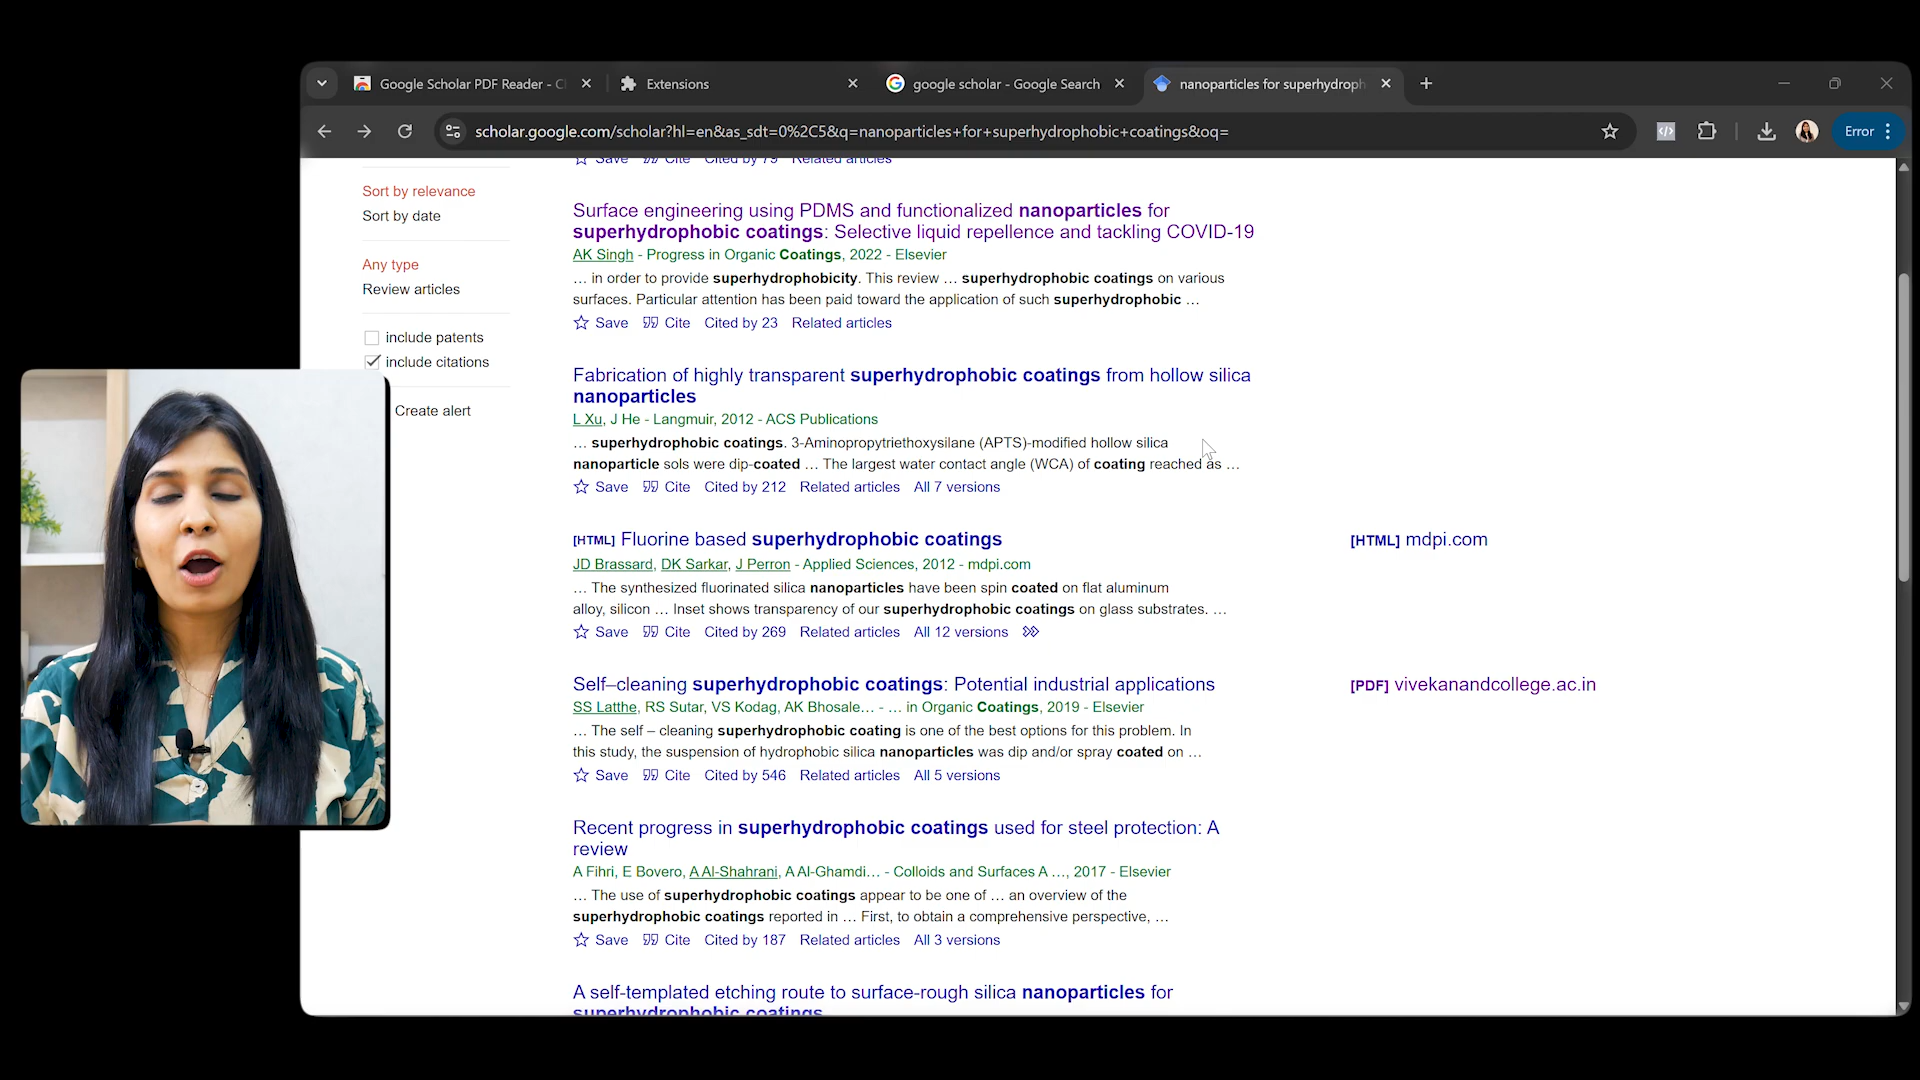 Google Scholar PDF Reader - C
Extensions
google scholar - Google Search
nanoparticles for superhydroph
scholar.google.com/scholar?hl=en&as_sdt=0%2C5&q=nanoparticles+for+superhydrophobic+coatings&oq=
Error
Save Cite Cited by 79 Related articles
Sort by relevance
Sort by date
Any type
Review articles
include patents
include citations
Create alert
Surface engineering using PDMS and functionalized nanoparticles for
superhydrophobic coatings: Selective liquid repellence and tackling COVID-19
AK Singh - Progress in Organic Coatings, 2022 - Elsevier
… in order to provide superhydrophobicity. This review … superhydrophobic coatings on various
surfaces. Particular attention has been paid toward the application of such superhydrophobic …
Save Cite Cited by 23 Related articles
Fabrication of highly transparent superhydrophobic coatings from hollow silica
nanoparticles
L Xu, J He - Langmuir, 2012 - ACS Publications
… superhydrophobic coatings. 3-Aminopropytriethoxysilane (APTS)-modified hollow silica
nanoparticle sols were dip-coated … The largest water contact angle (WCA) of coating reached as …
Save Cite Cited by 212 Related articles All 7 versions
[HTML] Fluorine based superhydrophobic coatings
[HTML] mdpi.com
JD Brassard, DK Sarkar, J Perron - Applied Sciences, 2012 - mdpi.com
… The synthesized fluorinated silica nanoparticles have been spin coated on flat aluminum
alloy, silicon … Inset shows transparency of our superhydrophobic coatings on glass substrates. …
Save Cite Cited by 269 Related articles All 12 versions
Self–cleaning superhydrophobic coatings: Potential industrial applications
[PDF] vivekanandcollege.ac.in
SS Latthe, RS Sutar, VS Kodag, AK Bhosale… - … in Organic Coatings, 2019 - Elsevier
… The self – cleaning superhydrophobic coating is one of the best options for this problem. In
this study, the suspension of hydrophobic silica nanoparticles was dip and/or spray coated on …
Save Cite Cited by 546 Related articles All 5 versions
Recent progress in superhydrophobic coatings used for steel protection: A
review
A Fihri, E Bovero, A Al-Shahrani, A Al-Ghamdi… - Colloids and Surfaces A …, 2017 - Elsevier
… The use of superhydrophobic coatings appear to be one of … an overview of the
superhydrophobic coatings reported in … First, to obtain a comprehensive perspective, …
Save Cite Cited by 187 Related articles All 3 versions
A self-templated etching route to surface-rough silica nanoparticles for
superhydrophobic coatings